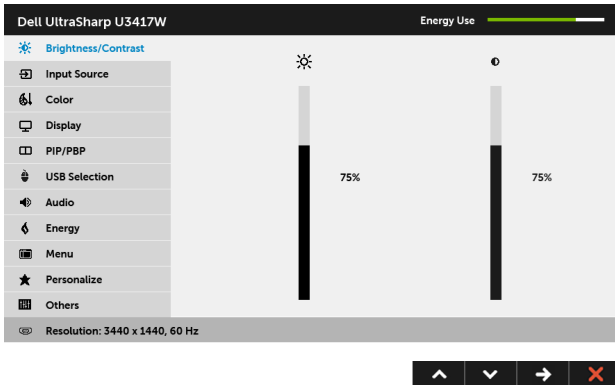 Dell UltraSharp U3417W
Energy Use
Brightness/Contrast
Input Source
Color
Display
PIP/PBP
USB Selection
Audio
Energy
Menu
Personalize
Others
75%
75%
Resolution: 3440 x 1440, 60 Hz